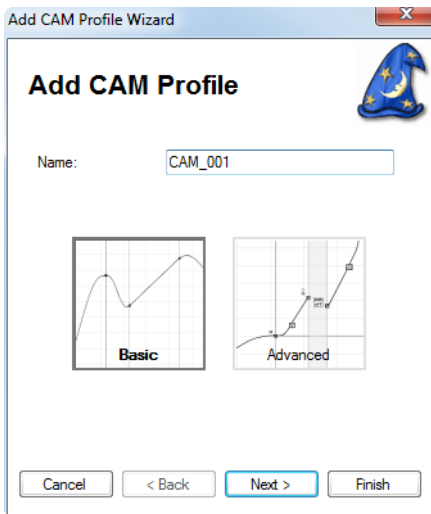 Add CAM Profile Wizard
X
Add CAM Profile
Name:
CAM_001
Basic
Advanced
Cancel
< Back
Next >
Finish